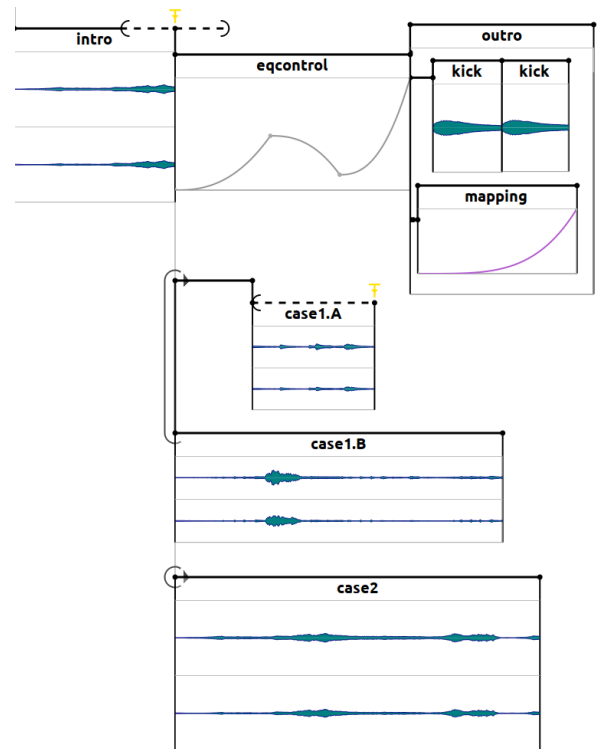 intro
eqcontrol
outro
kick
kick
mapping
case1.A
case1.B
case2